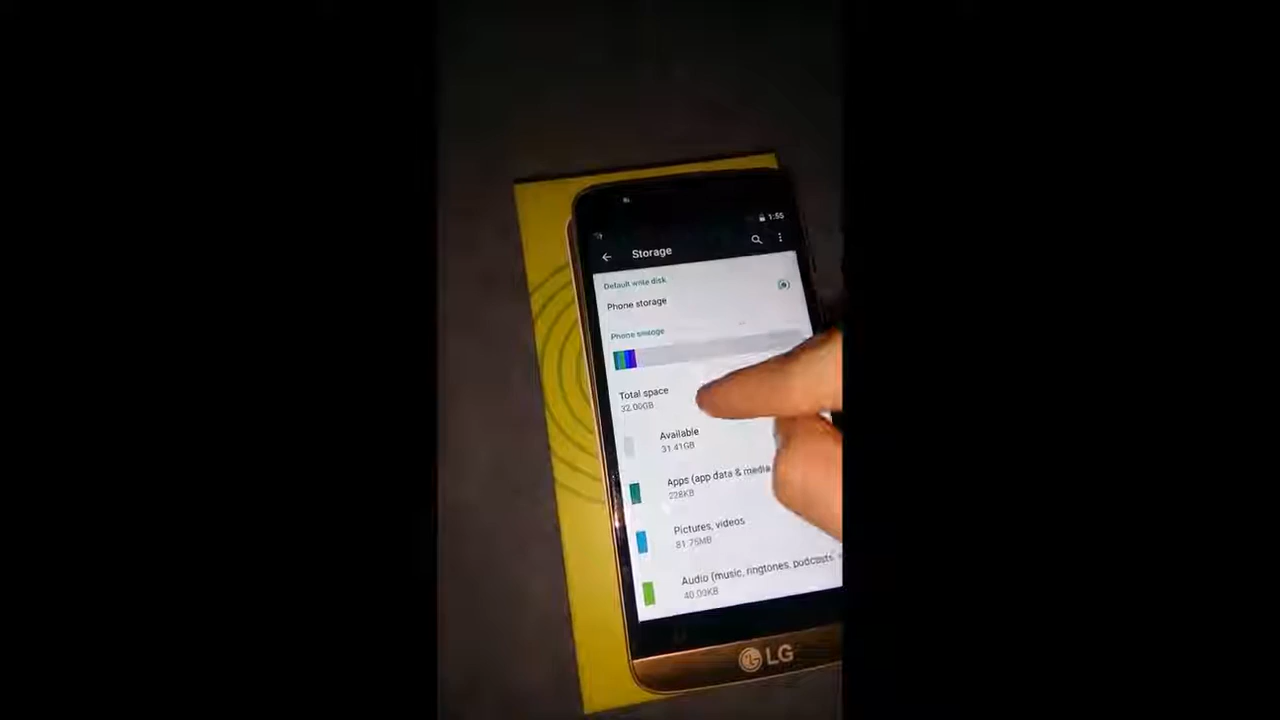 1:55
Storage
Default write disk
Phone storage
Phone storage
Total space
32.00GB
Available
31.41GB
Apps (app data & media
228KB
Pictures, videos
81.75MB
Audio (music, ringtones, podcasts,
40.00KB
LG